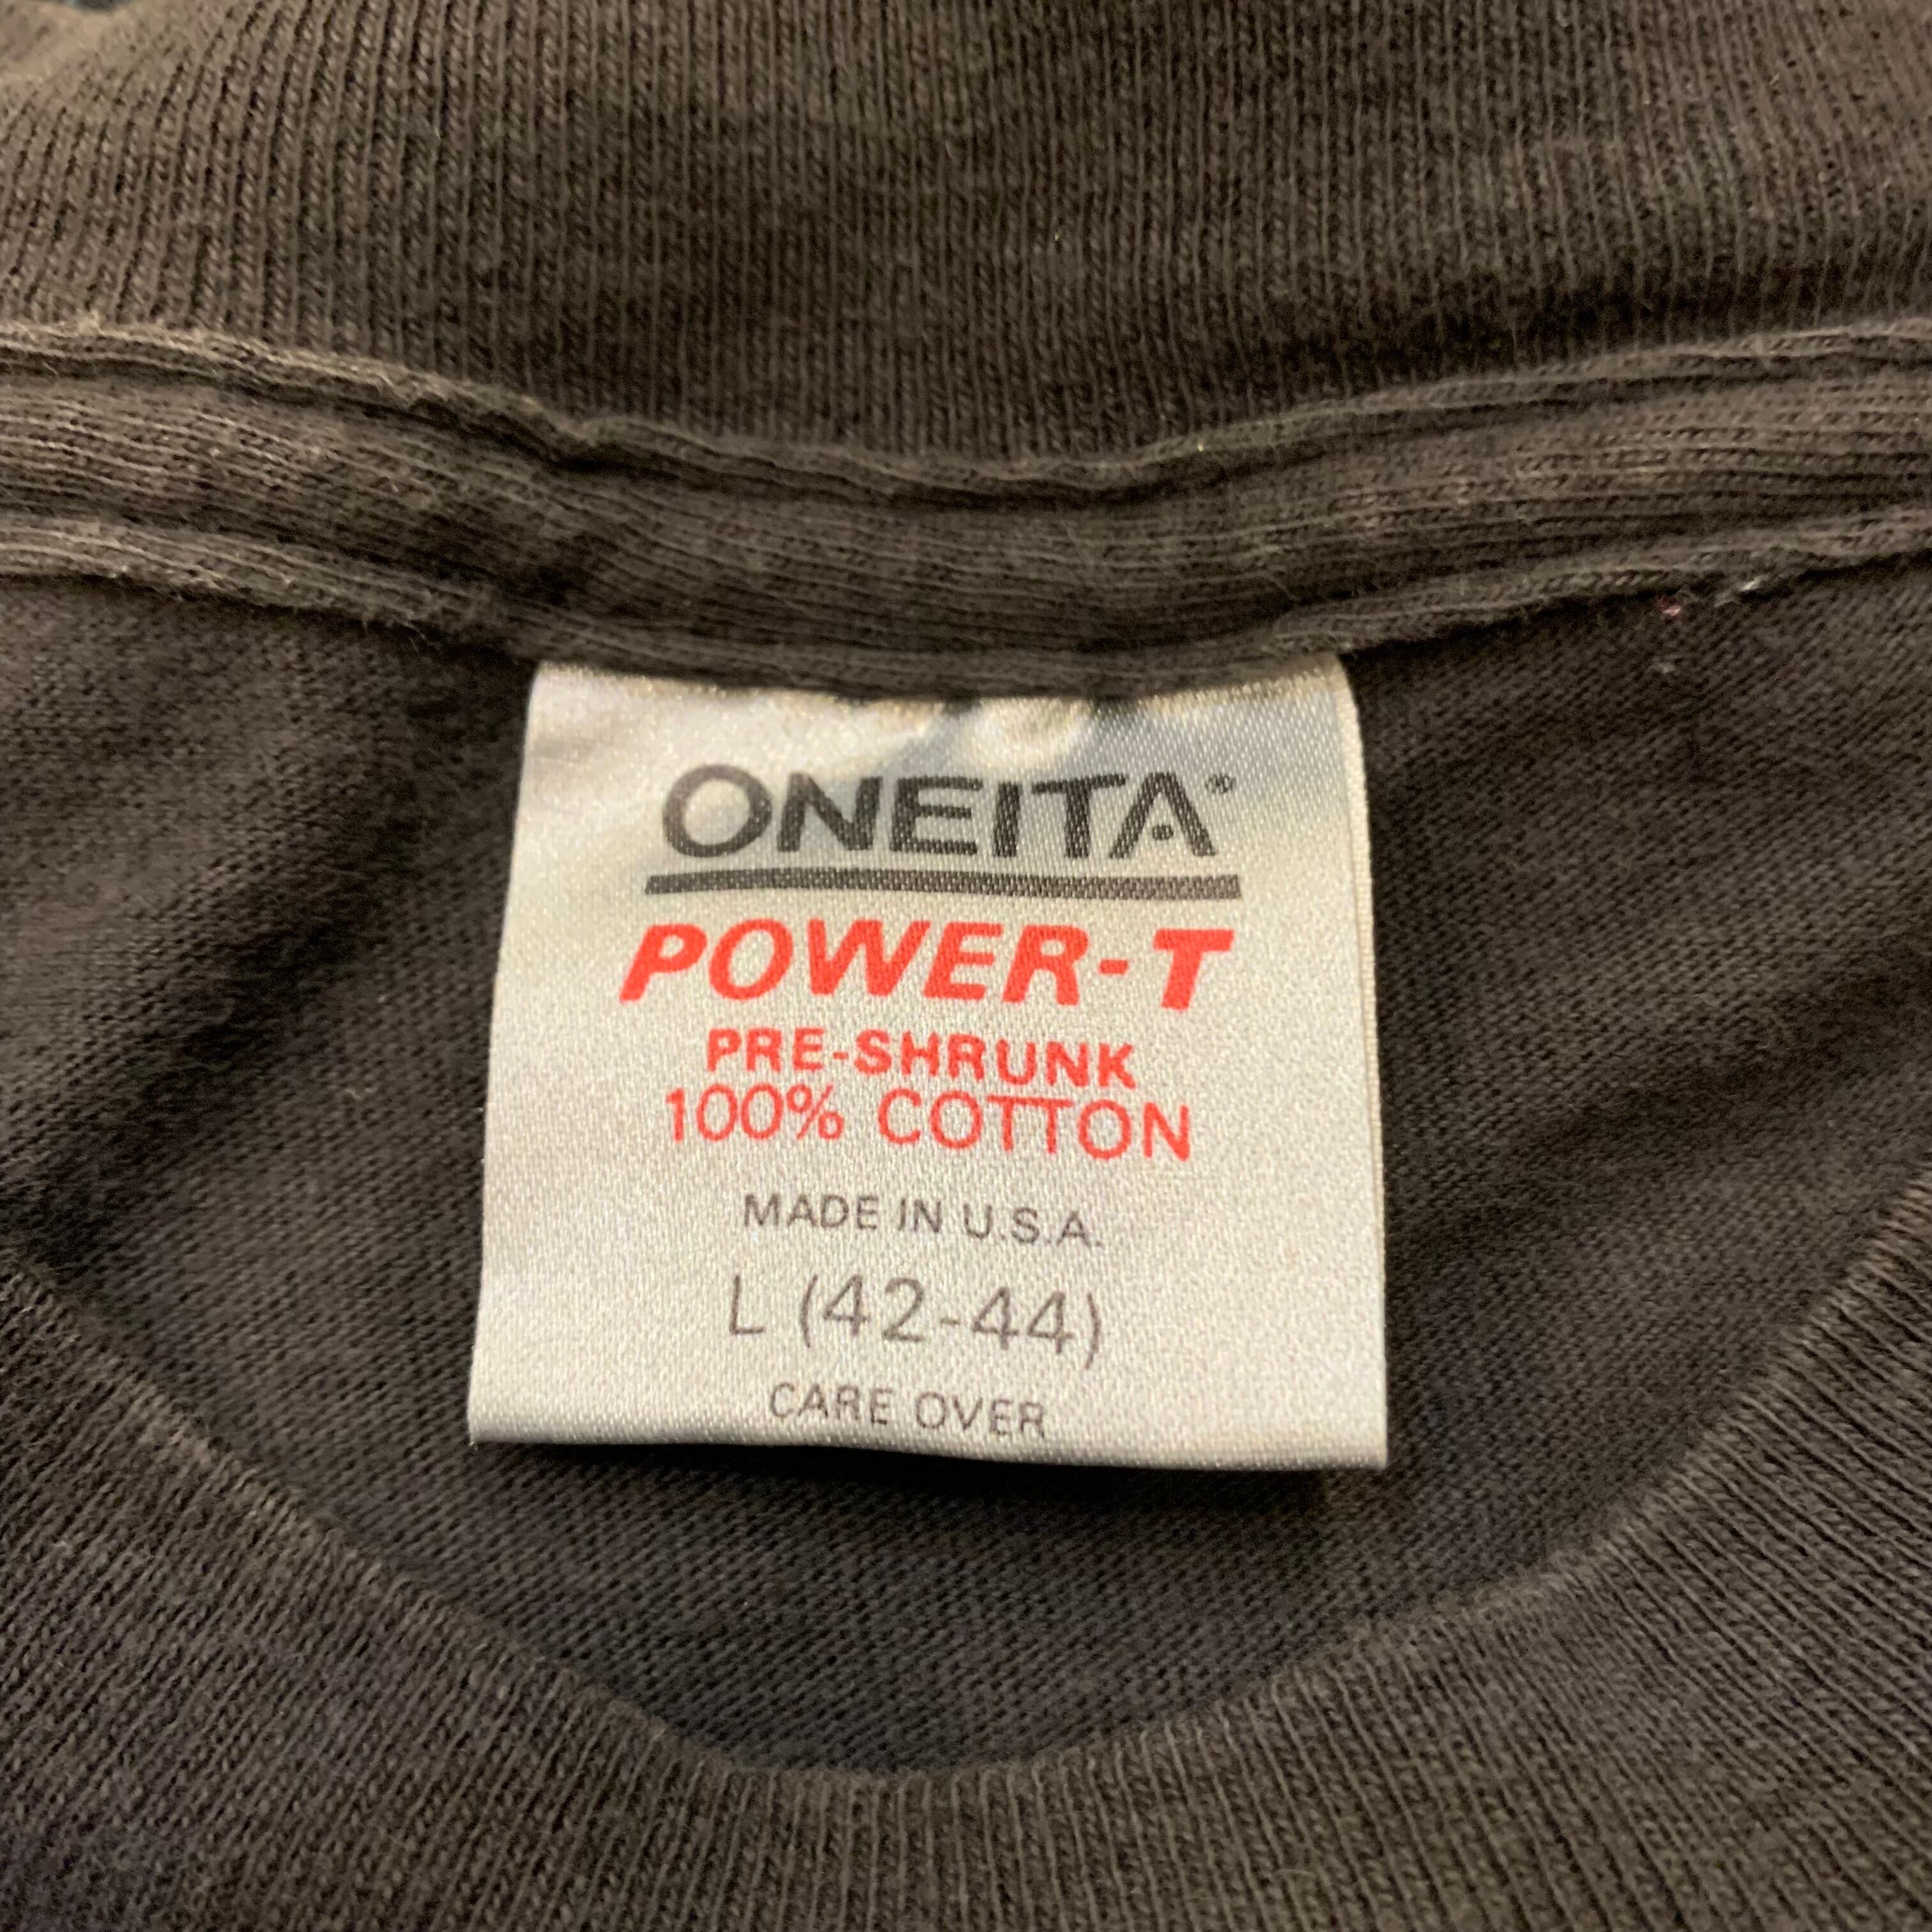 ONEITA®
POWER-T
PRE-SHRUNK
100% COTTON
MADE IN U.S.A.
L (42-44)
CARE OVER